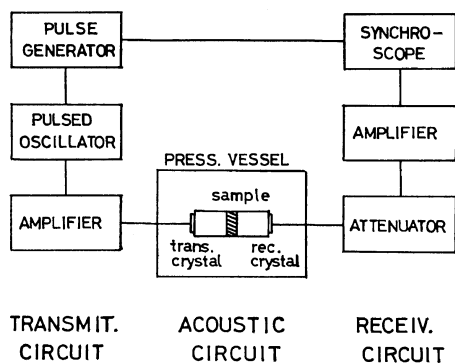 PULSE
GENERATOR
SYNCHRO-
SCOPE
PULSED
OSCILLATOR
AMPLIFIER
PRESS. VESSEL
sample
AMPLIFIER
ATTENUATOR
trans.
crystal
rec.
crystal
TRANSMIT.
CIRCUIT
ACOUSTIC
CIRCUIT
RECEIV.
CIRCUIT